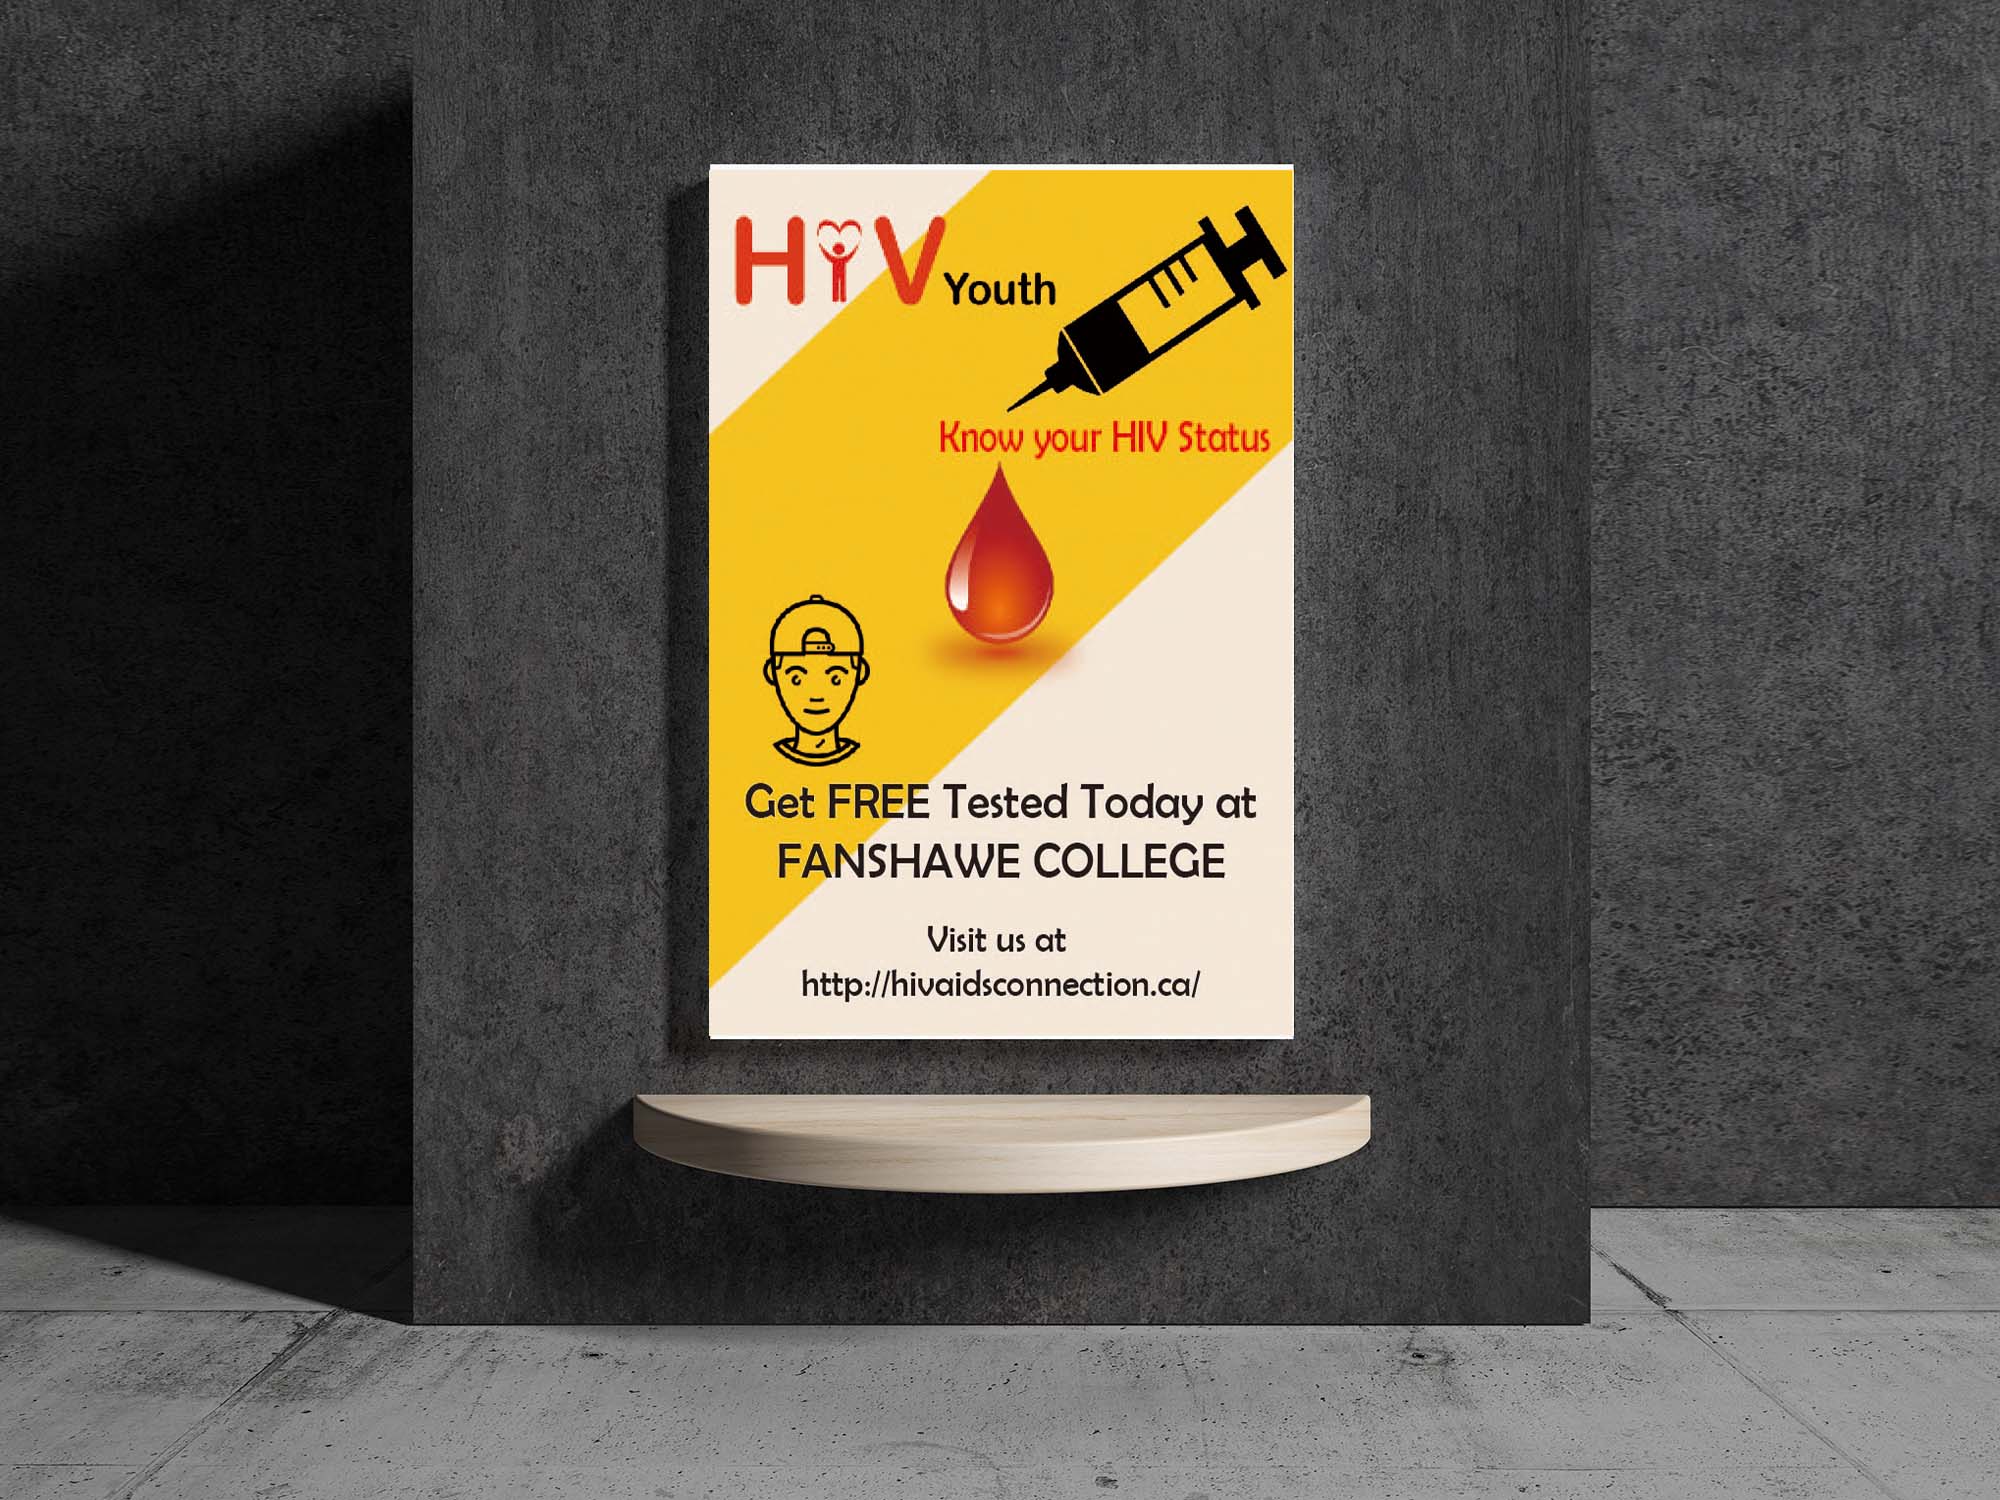 HiV Youth
Know your HIV Status
Get FREE Tested Today at
FANSHAWE COLLEGE
Visit us at
http://hivaidsconnection.ca/